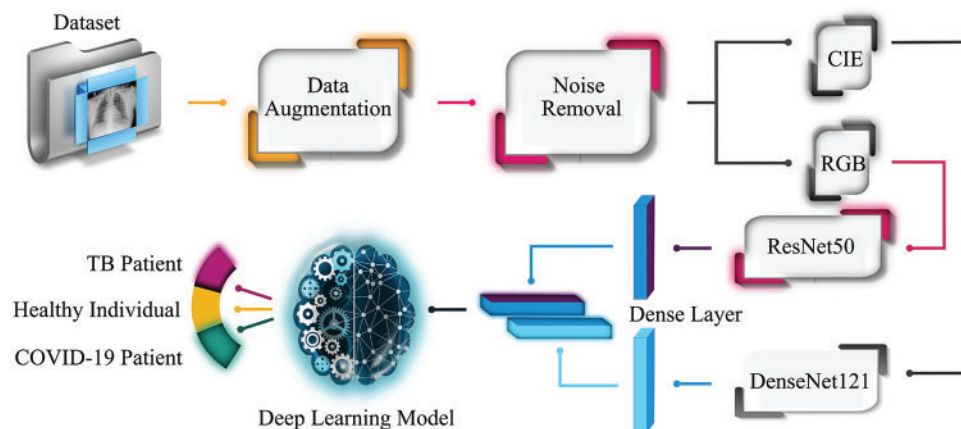 Dataset
Data
Augmentation
Noise
Removal
CIE
RGB
ResNet50
Dense Layer
TB Patient
Healthy Individual
COVID-19 Patient
DenseNet121
Deep Learning Model